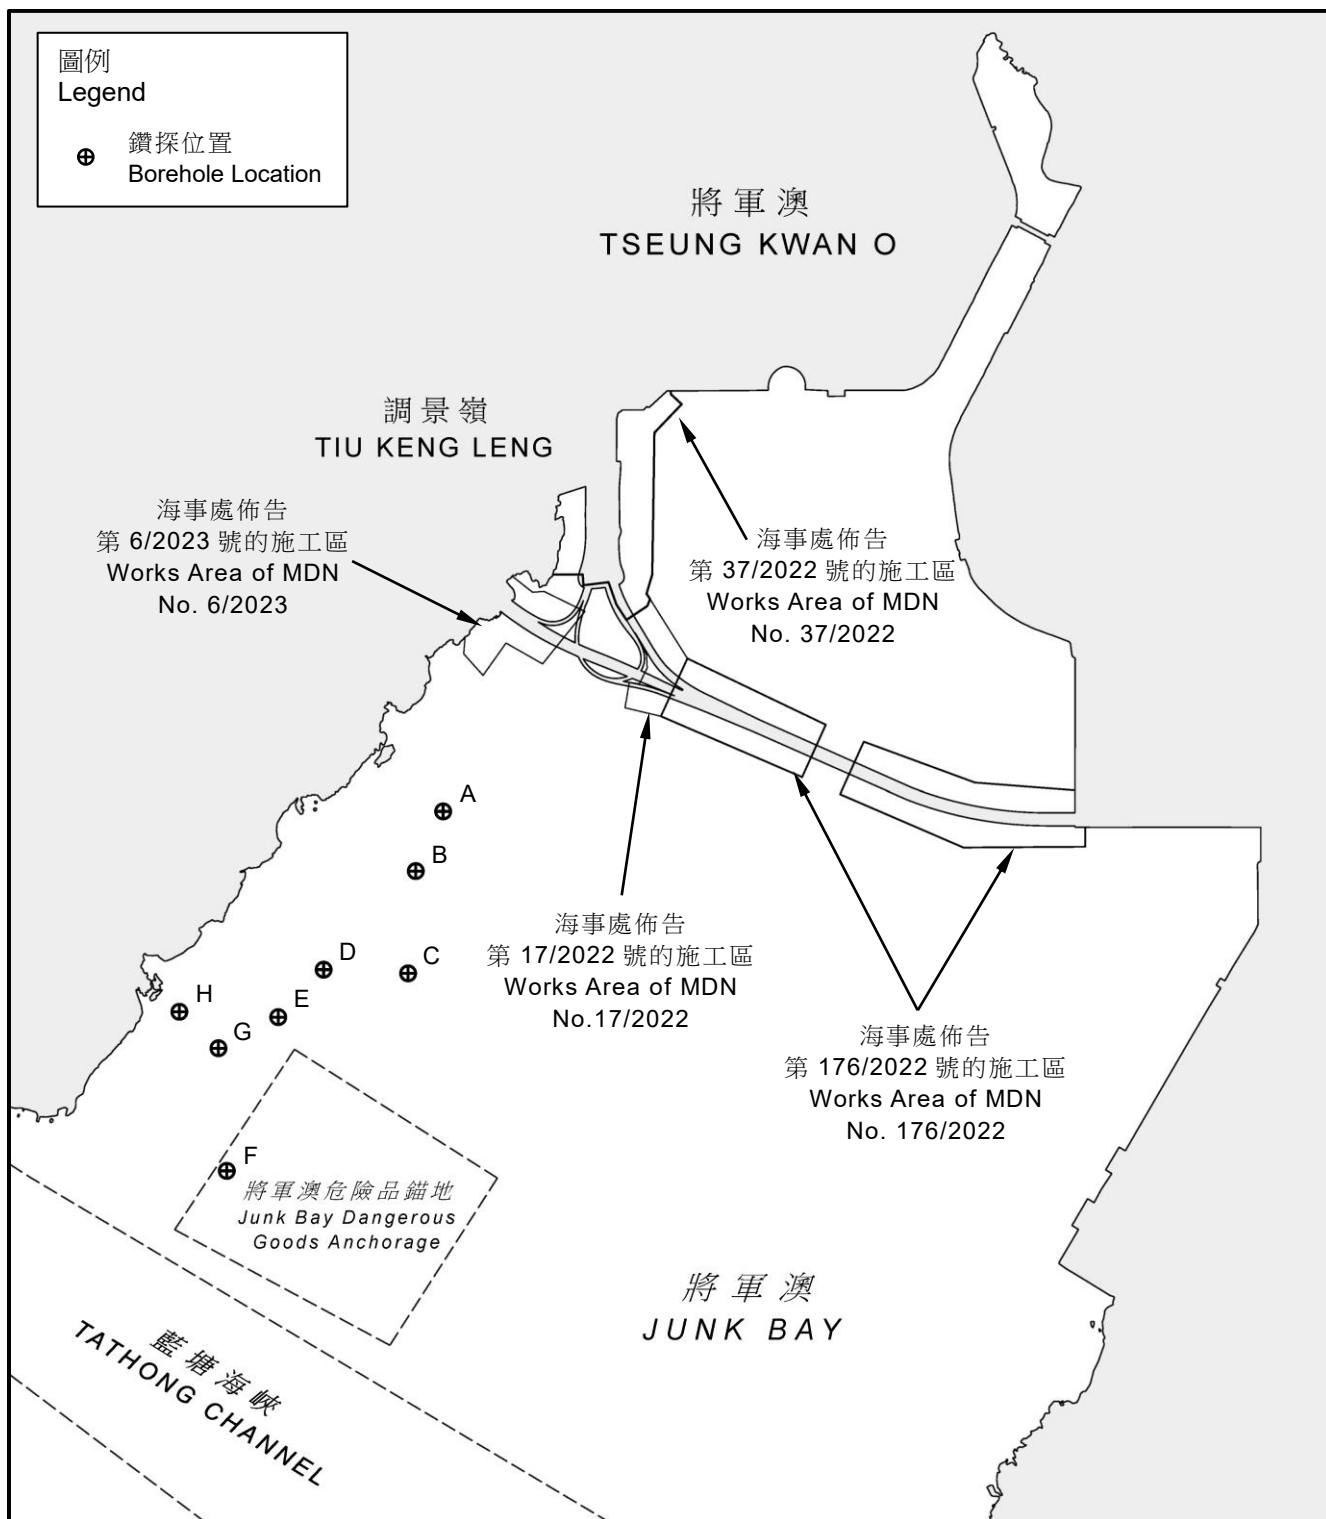 圖例
Legend
鑽探位置
Borehole Location
將軍澳
TSEUNG KWAN O
調景嶺
TIU KENG LENG
海事處佈告
第 6/2023 號的施工區
Works Area of MDN
No. 6/2023
海事處佈告
第 37/2022 號的施工區
Works Area of MDN
No. 37/2022
A
B
C
D
E
H
G
F
海事處佈告
第 17/2022 號的施工區
Works Area of MDN
No.17/2022
海事處佈告
第 176/2022 號的施工區
Works Area of MDN
No. 176/2022
將軍澳危險品錨地
Junk Bay Dangerous
Goods Anchorage
將軍澳
JUNK BAY
藍塘海峽
TATHONG CHANNEL